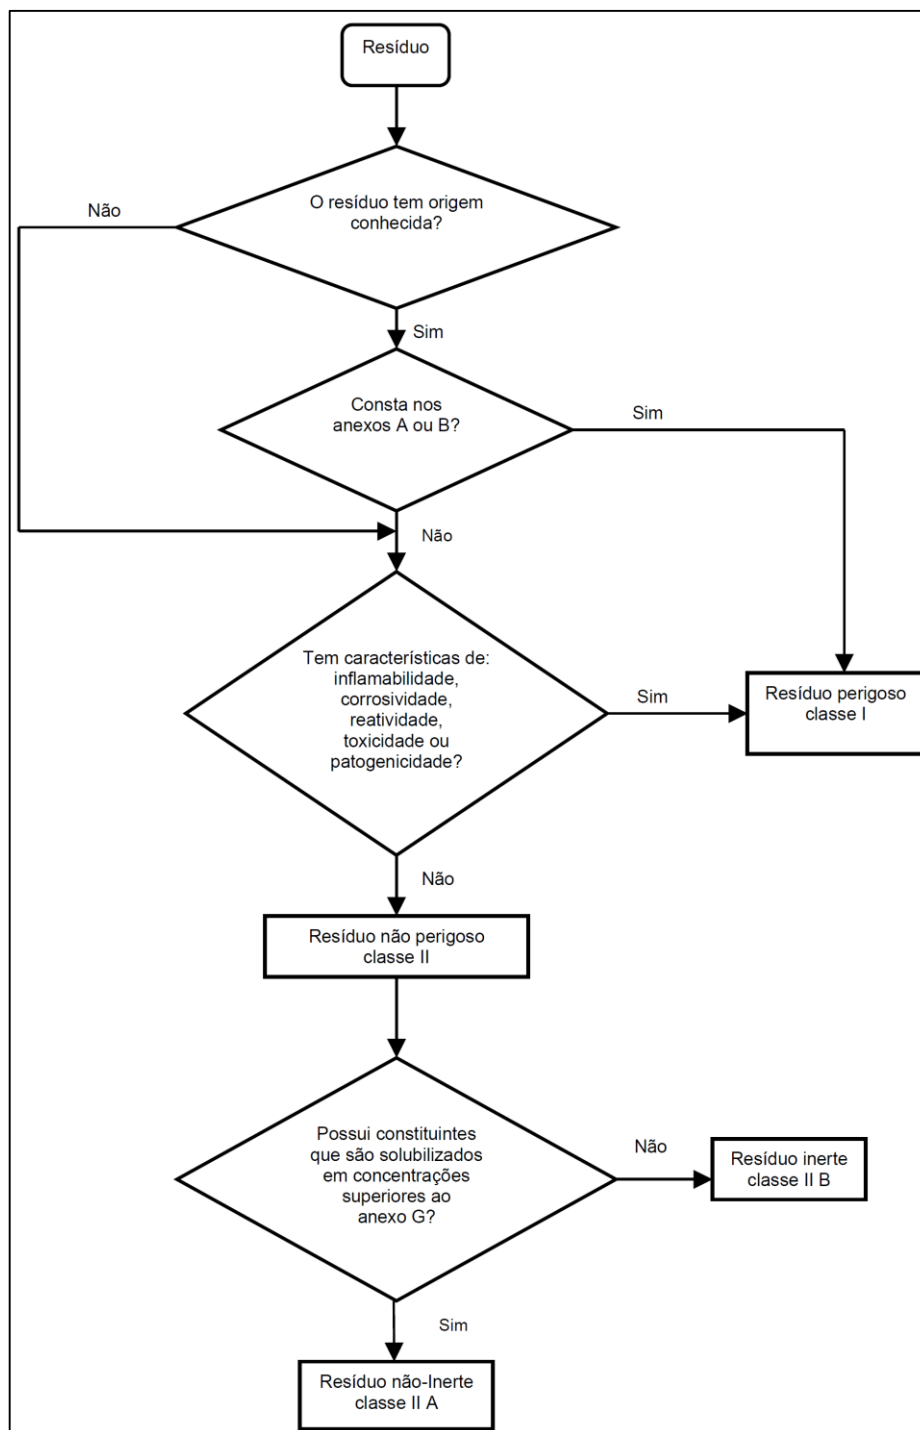 Resíduo
O resíduo tem origem
conhecida?
Não
Sim
Consta nos
anexos A ou B?
Sim
Não
Tem características de:
inflamabilidade,
corrosividade,
reatividade,
toxicidade ou
patogenicidade?
Sim
Resíduo perigoso
classe I
Não
Resíduo não perigoso
classe II
Possui constituintes
que são solubilizados
em concentrações
superiores ao
anexo G?
Não
Resíduo inerte
classe II B
Sim
Resíduo não-Inerte
classe II A